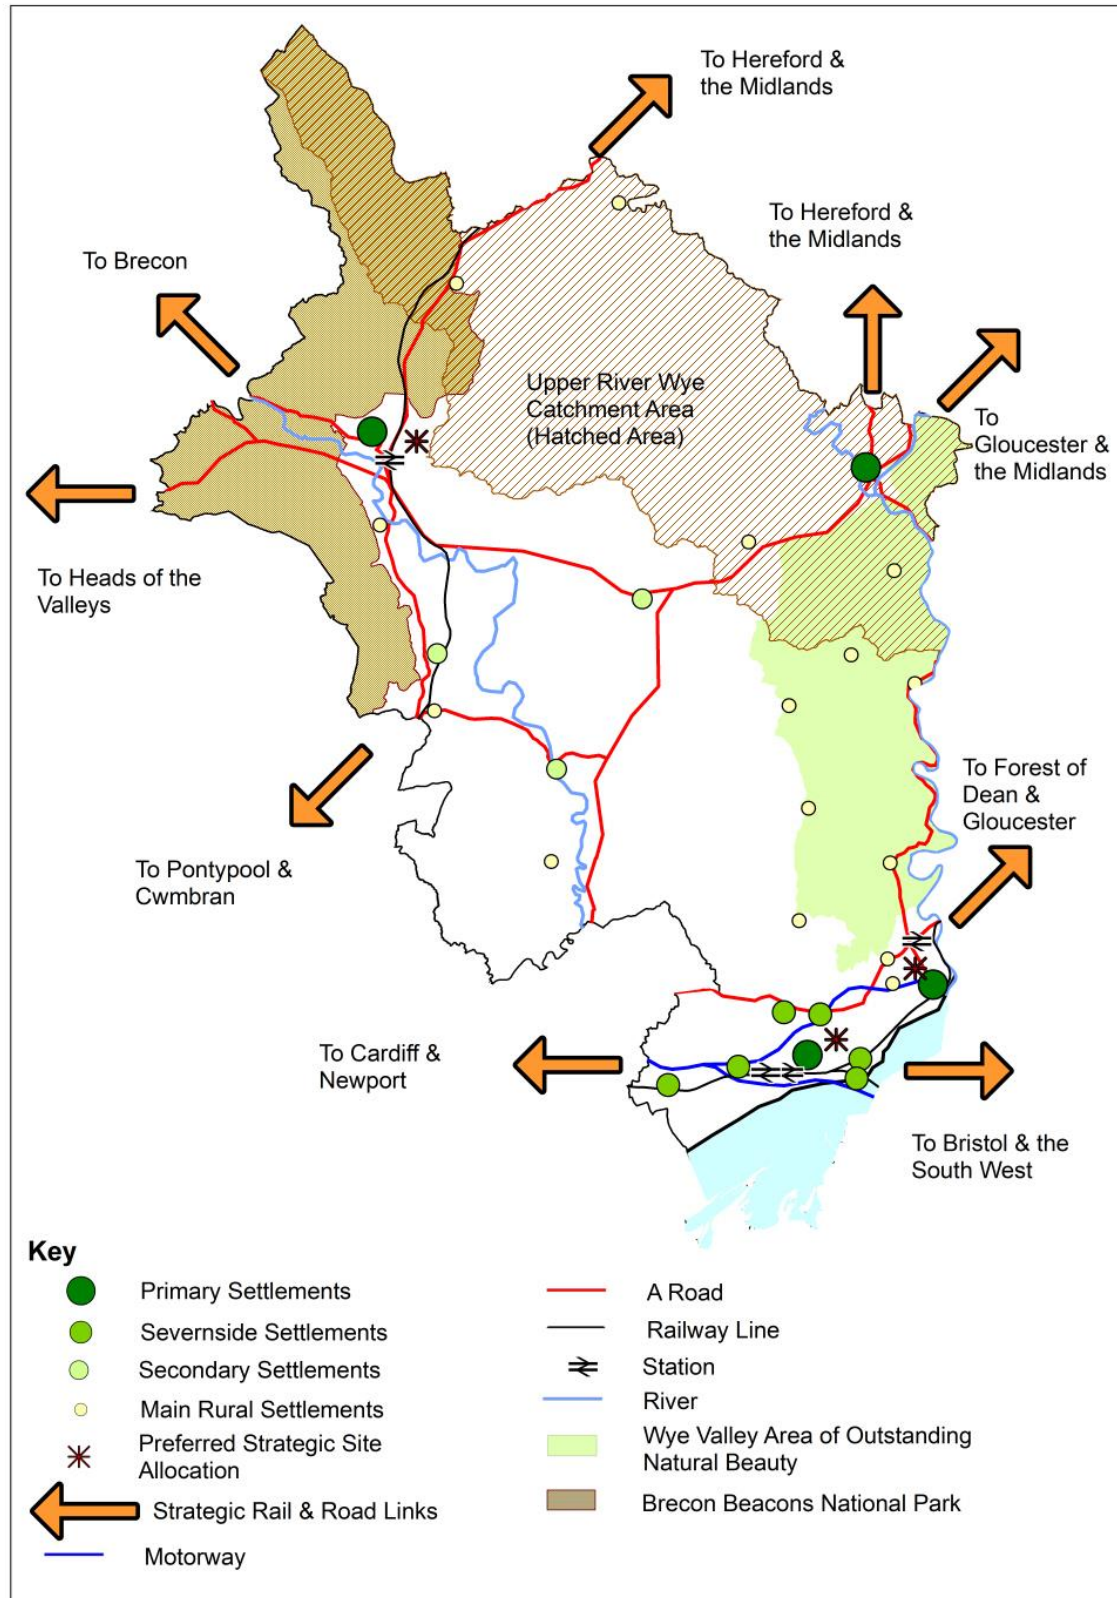 To Hereford &
the Midlands
To Hereford &
the Midlands
To Brecon
Upper River Wye
Catchment Area
(Hatched Area)
To
Gloucester &
the Midlands
To Heads of the
Valleys
To Forest of
Dean &
Gloucester
To Pontypool &
Cwmbran
To Cardiff &
Newport
To Bristol & the
South West
Key
Primary Settlements
Severnside Settlements
Secondary Settlements
Main Rural Settlements
Preferred Strategic Site
Allocation
Strategic Rail & Road Links
Motorway
A Road
Railway Line
Station
River
Wye Valley Area of Outstanding
Natural Beauty
Brecon Beacons National Park